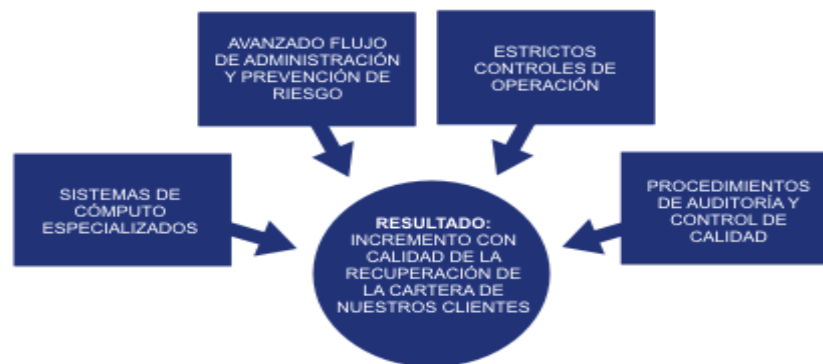 AVANZADO FLUJO
DE ADMINISTRACIÓN
Y PREVENCIÓN DE
RIESGO
ESTRICTOS
CONTROLES DE
OPERACIÓN
SISTEMAS DE
CÓMPUTO
ESPECIALIZADOS
PROCEDIMIENTOS
DE AUDITORÍA Y
CONTROL DE
CALIDAD
RESULTADO:
INCREMENTO CON
CALIDAD DE LA
RECUPERACIÓN DE
LA CARTERA DE
NUESTROS CLIENTES